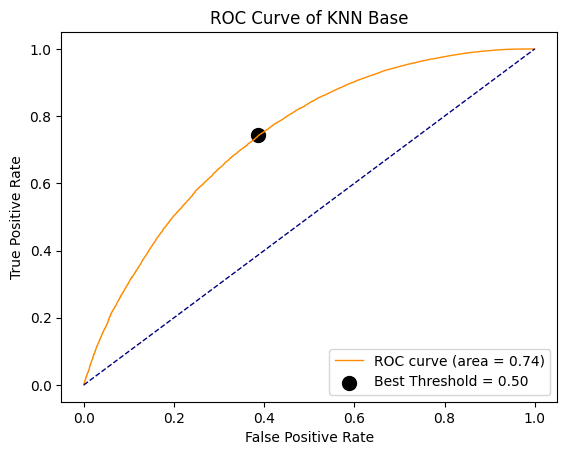 ROC Curve of KNN Base
True Positive Rate
1.0
0.8
0.6
0.4
0.2
0.0
ROC curve (area = 0.74)
Best Threshold = 0.50
0.0 0.2 0.4 0.6 0.8 1.0
False Positive Rate